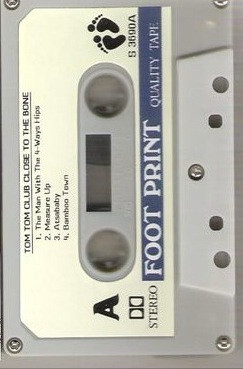 TOM TOM CLUB CLOSE TO THE BONE
1. The Man With The 4-Ways Hips
2. Measure Up
3. Atsababy
4. Bamboo Town
A
STEREO
FOOT PRINT
QUALITY TAPE
S 3690A